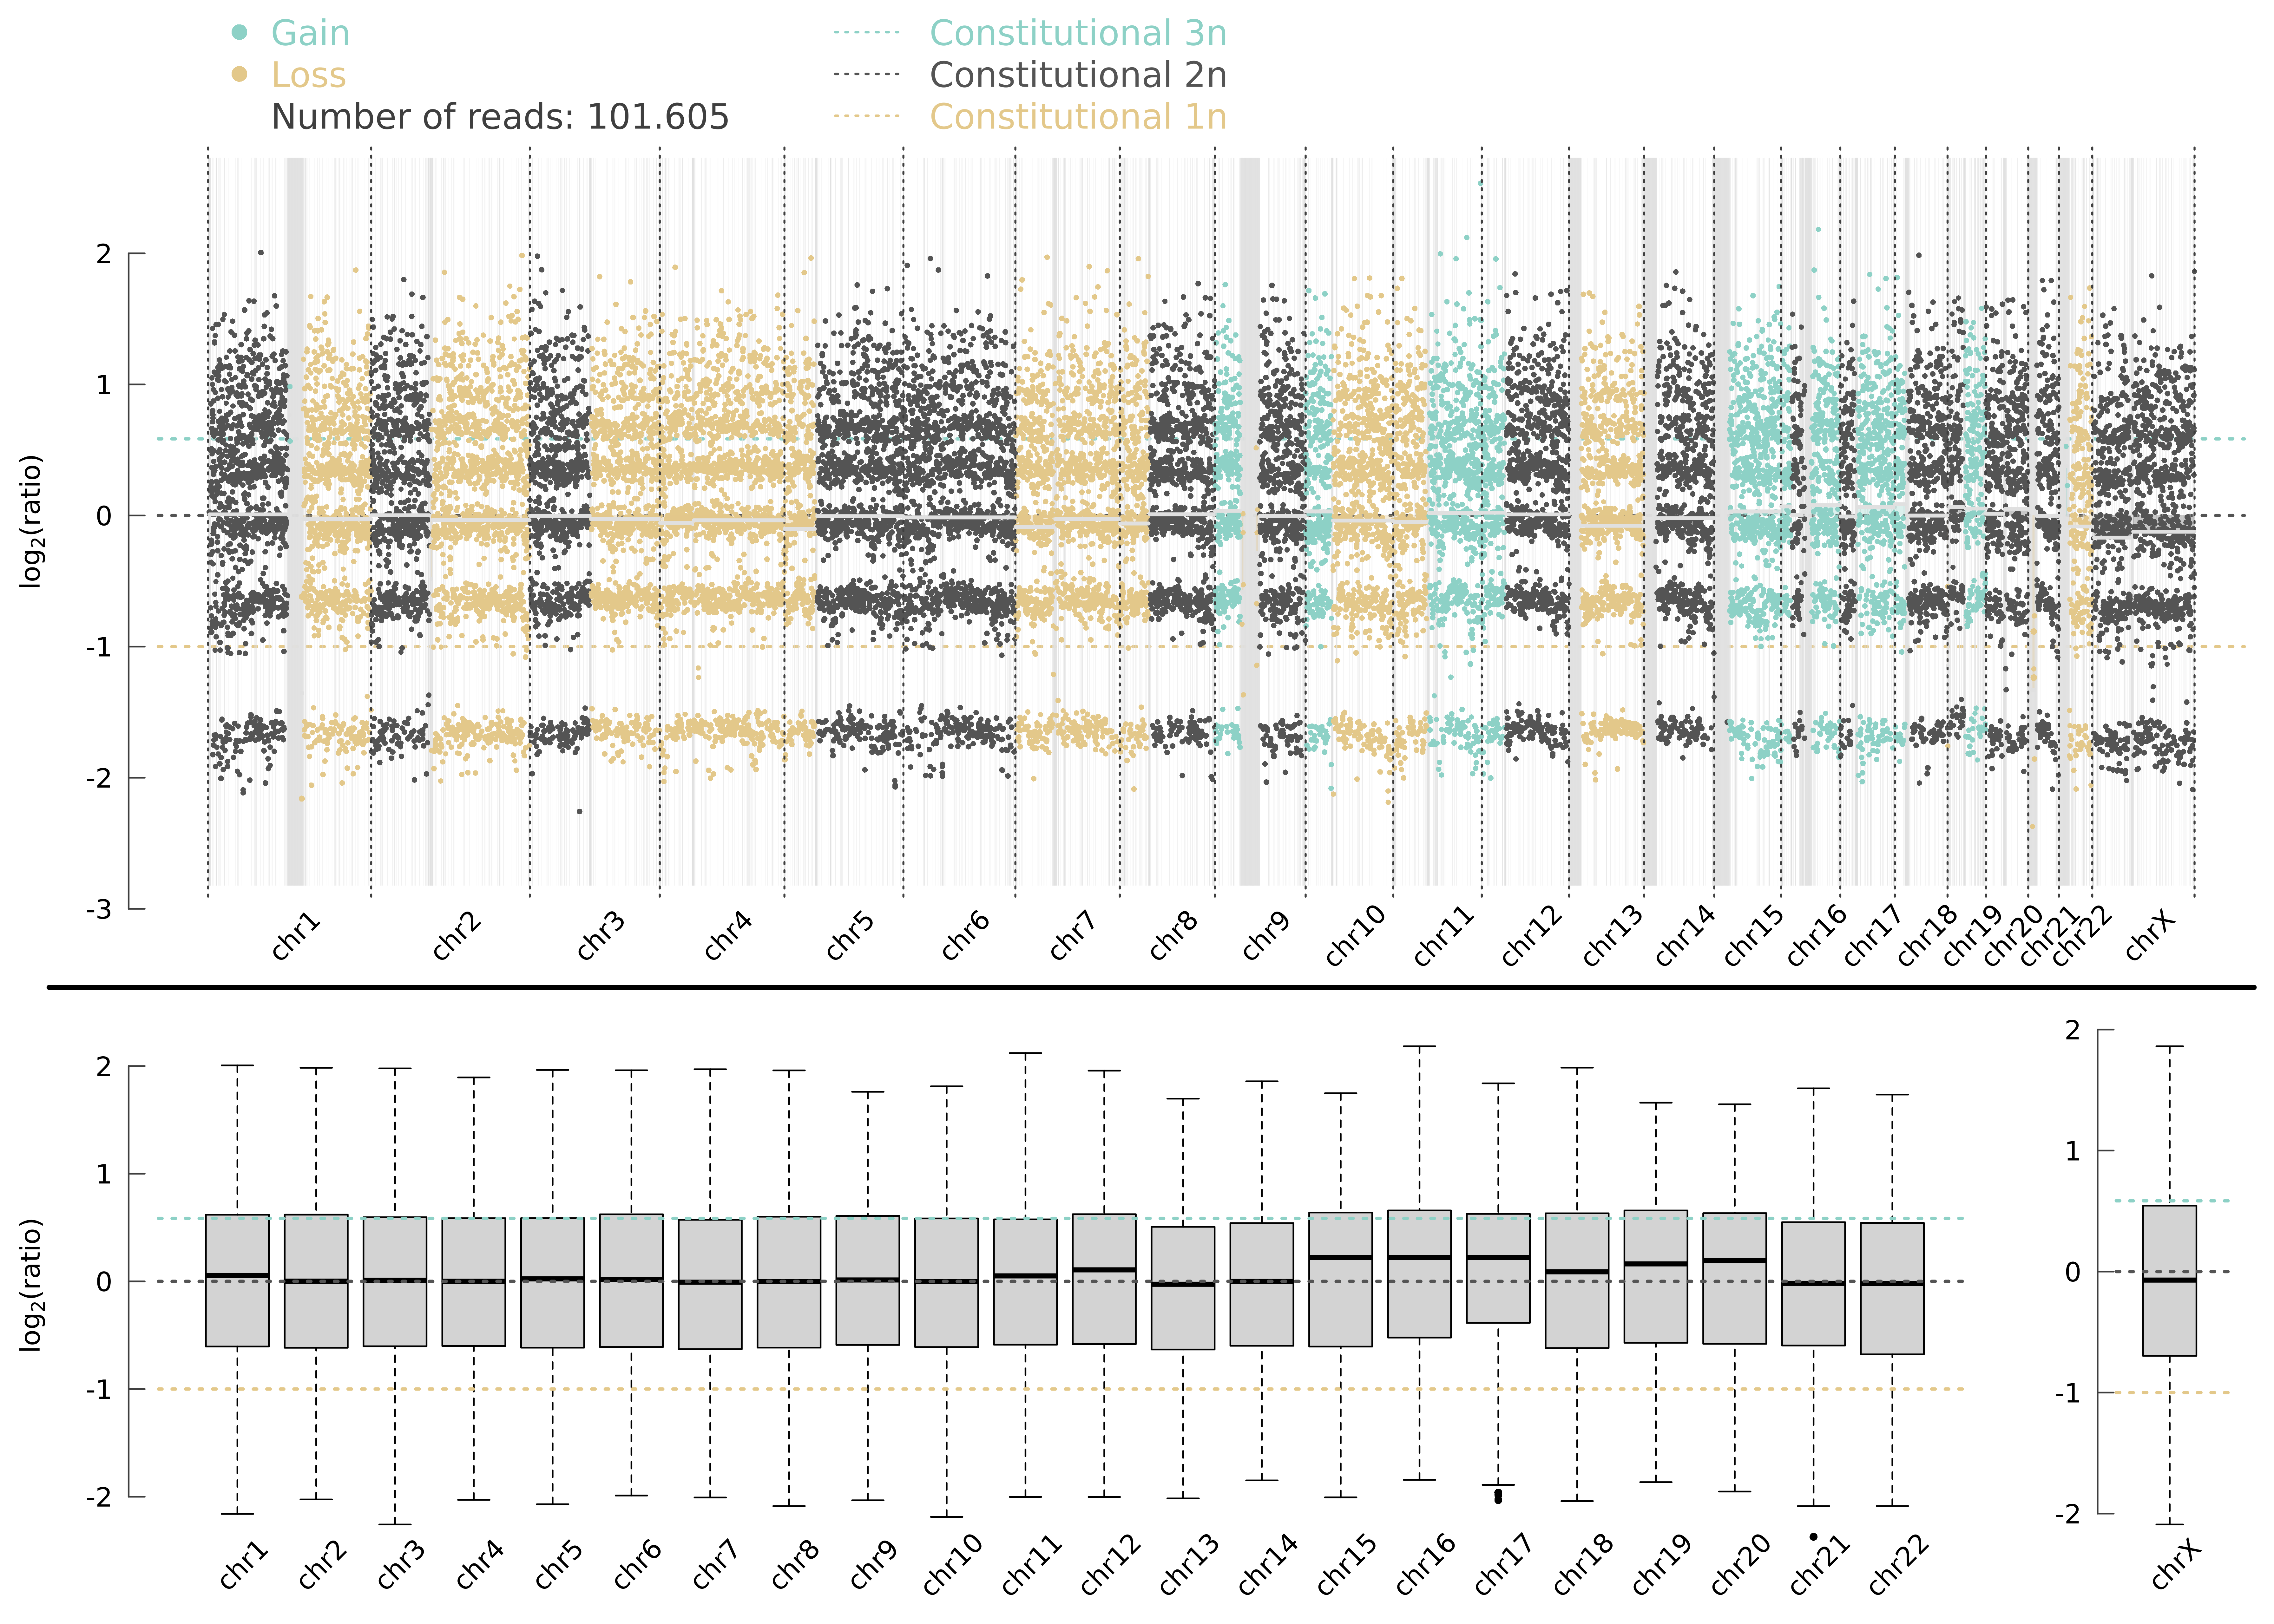 Gain
Loss
Number of reads: 101.605
Constitutional 3n
Constitutional 2n
Constitutional 1n
log2(ratio)
2
1
0
-1
-2
-3
chr1 chr2 chr3 chr4 chr5 chr6 chr7 chr8 chr9 chr10 chr11 chr12 chr13 chr14 chr15 chr16 chr17 chr18 chr19 chr20 chr21 chr22 chrX
log2(ratio)
2
1
0
-1
-2
chr1 chr2 chr3 chr4 chr5 chr6 chr7 chr8 chr9 chr10 chr11 chr12 chr13 chr14 chr15 chr16 chr17 chr18 chr19 chr20 chr21 chr22
2
1
0
-1
-2
chrX